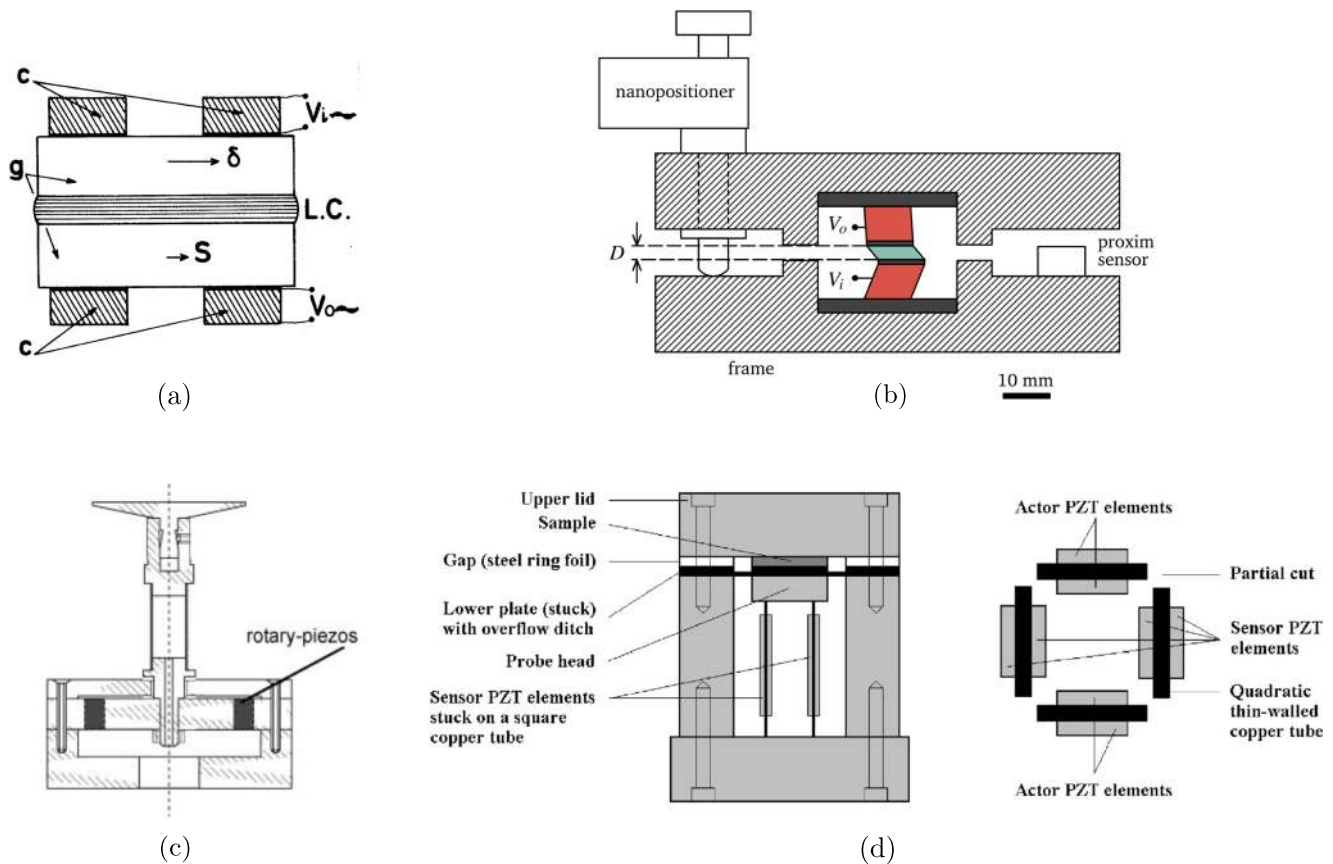 c
Vi~
δ
g
L.C.
S
Vo~
c
(a)
nanopositioner
D
Vo
Vi
proxim
sensor
frame
10 mm
(b)
rotary-piezos
(c)
Upper lid
Sample
Gap (steel ring foil)
Lower plate (stuck)
with overflow ditch
Probe head
Sensor PZT elements
stuck on a square
copper tube
Actor PZT elements
Partial cut
Sensor PZT
elements
Quadratic
thin-walled
copper tube
Actor PZT elements
(d)